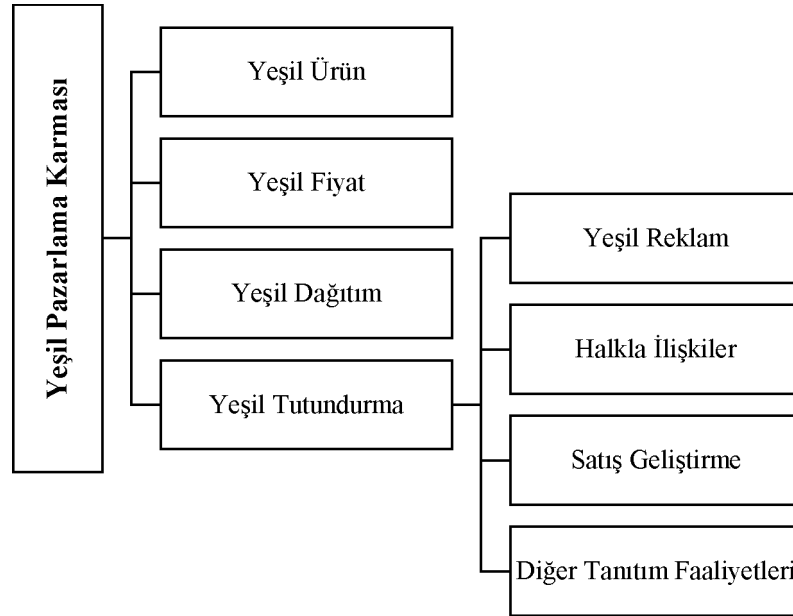 Yeşil Pazarlama Karması
Yeşil Ürün
Yeşil Fiyat
Yeşil Dağıtım
Yeşil Tutundurma
Yeşil Reklam
Halkla İlişkiler
Satış Geliştirme
Diğer Tanıtım Faaliyetleri